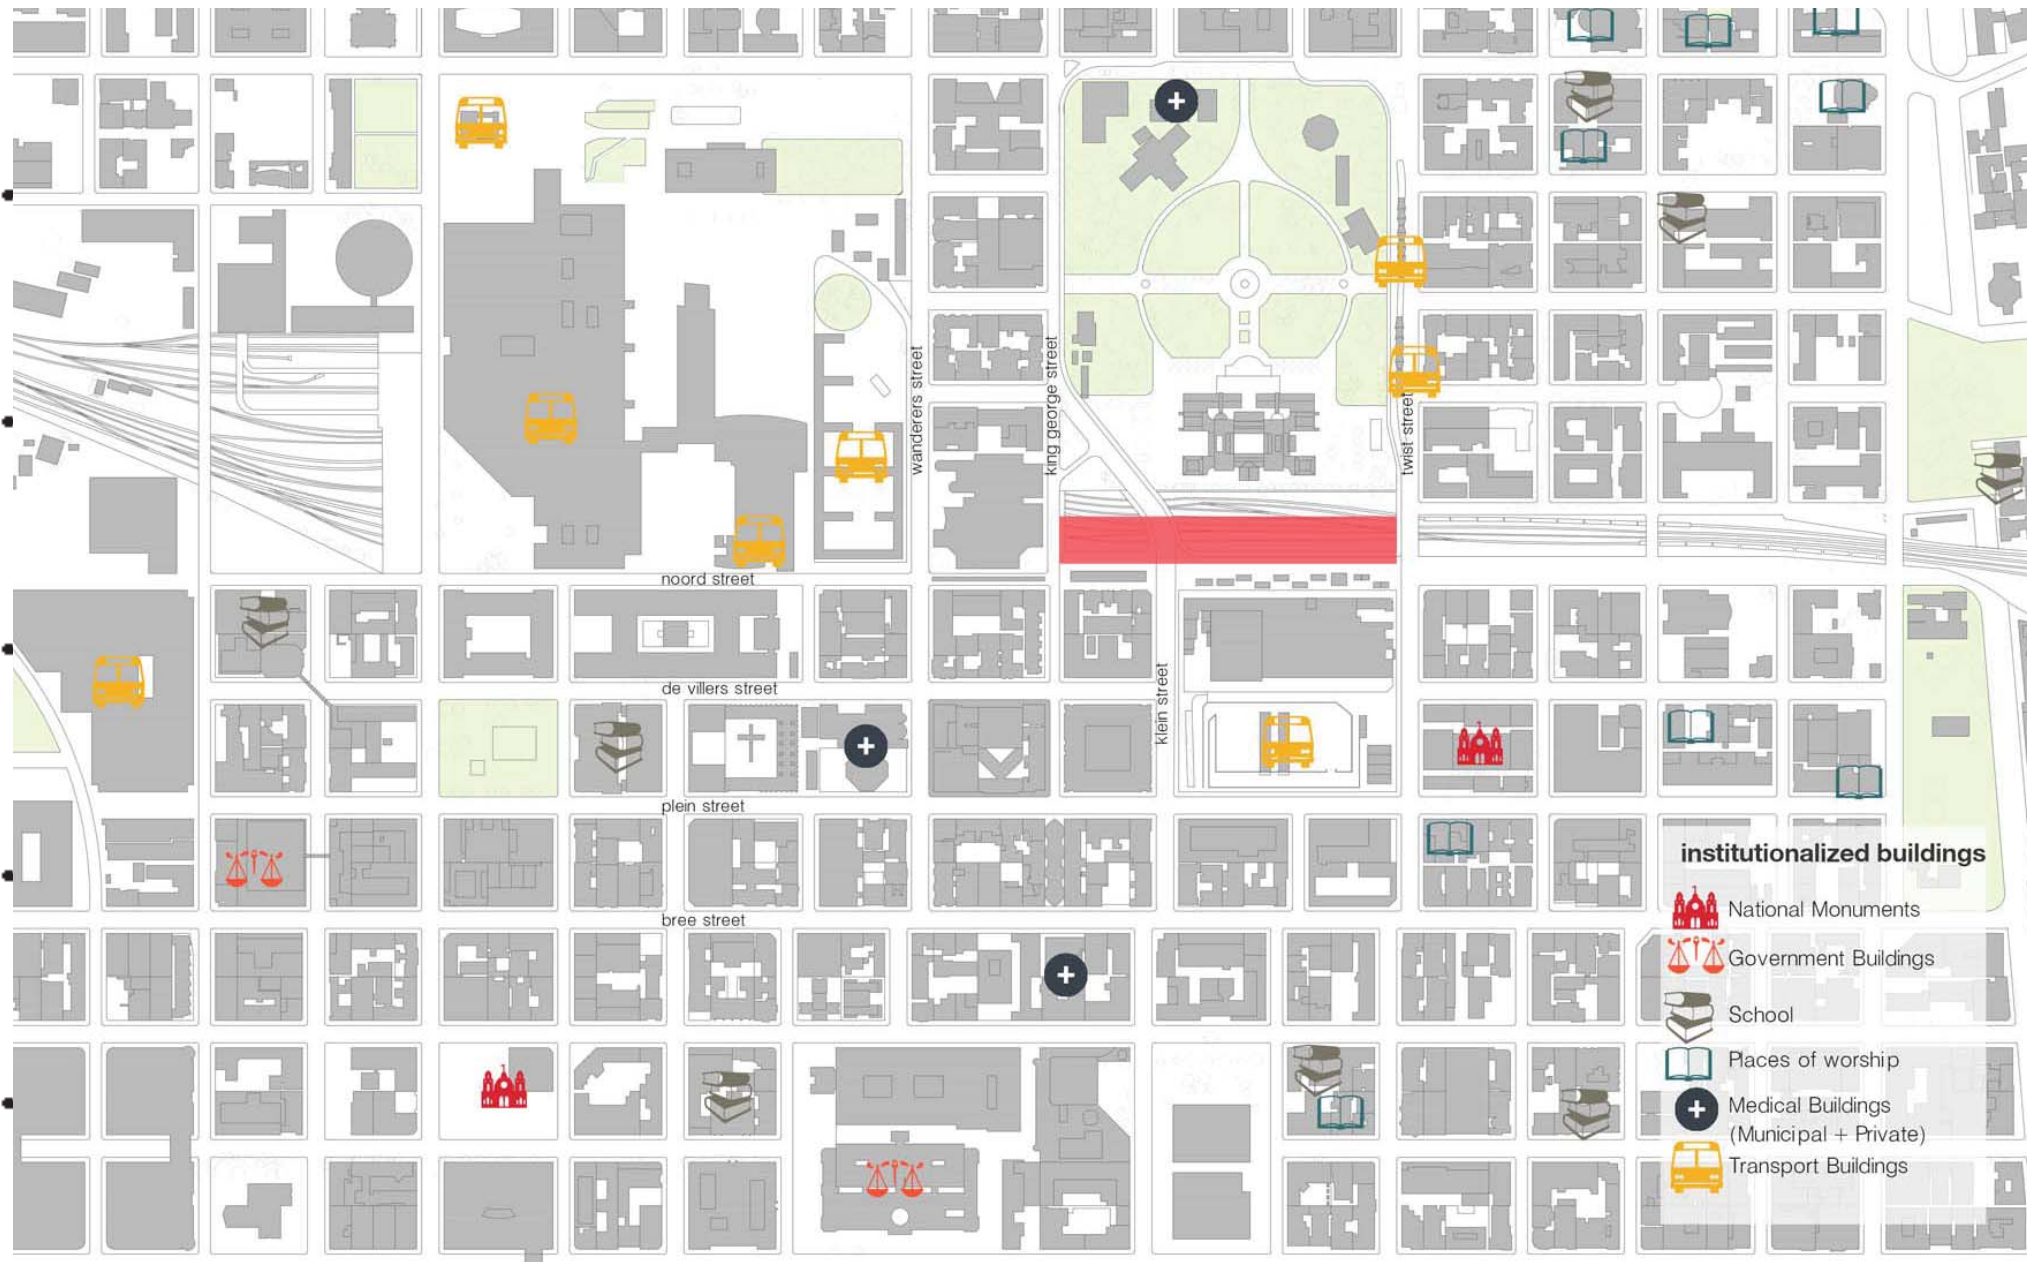 wanderers street
king george street
twist street
noord street
de villers street
klein street
plein street
bree street
institutionalized buildings
National Monuments
Government Buildings
School
Places of worship
Medical Buildings
(Municipal + Private)
Transport Buildings